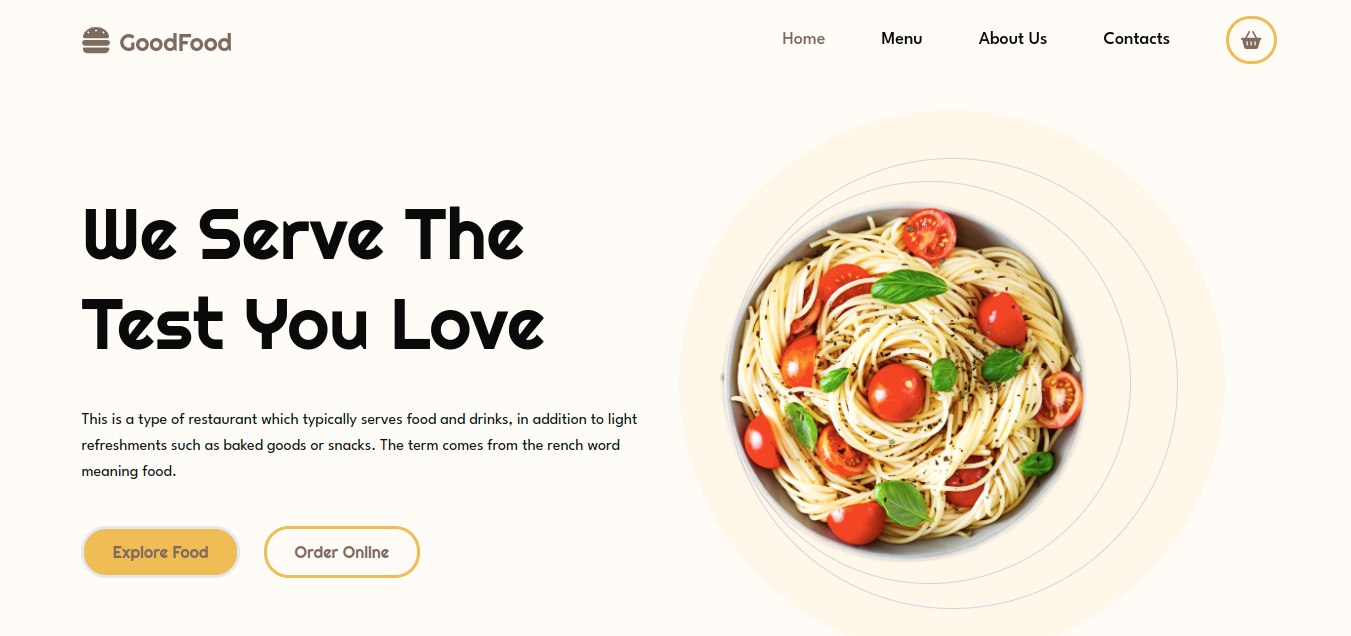 GoodFood
Home Menu About Us Contacts
We Serve The
Test You Love
This is a type of restaurant which typically serves food and drinks, in addition to light
refreshments such as baked goods or snacks. The term comes from the rench word
meaning food.
Explore Food Order Online